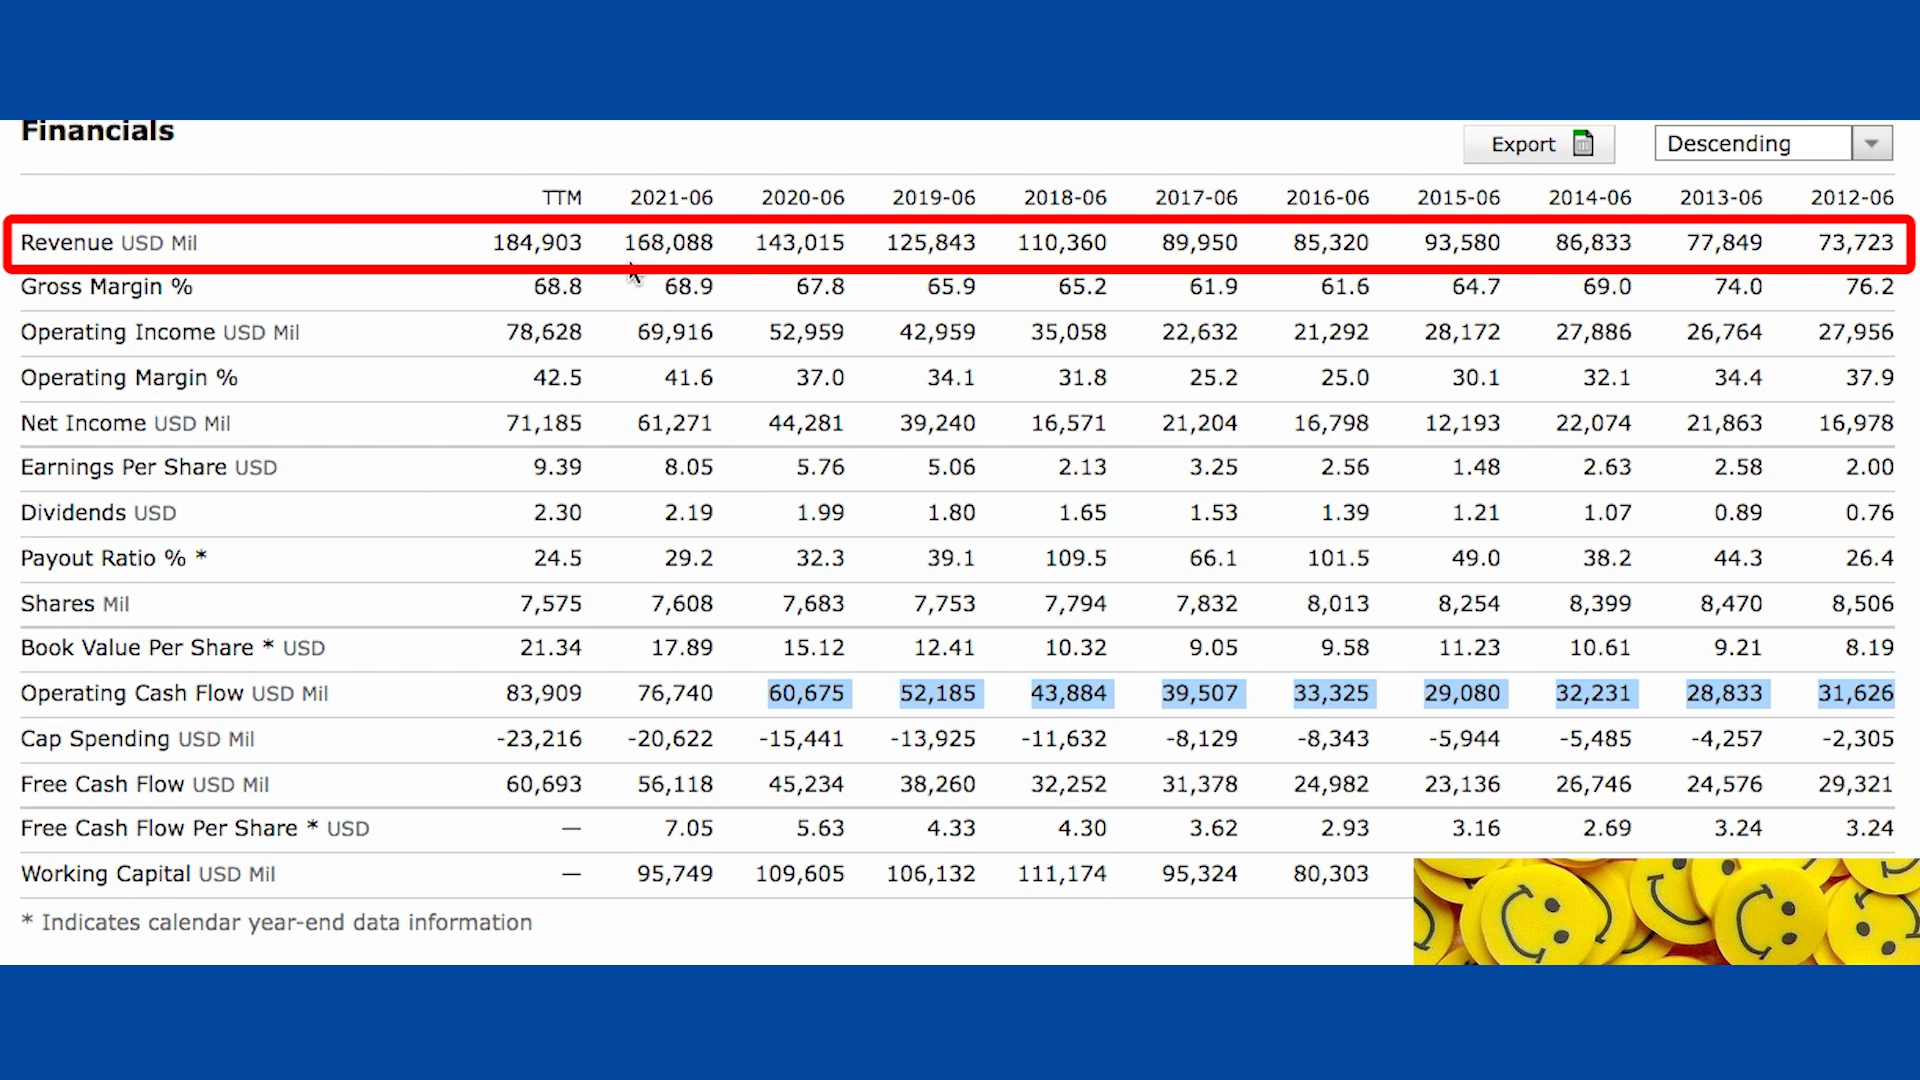 Financials
Export Descending
TTM 2021-06 2020-06 2019-06 2018-06 2017-06 2016-06 2015-06 2014-06 2013-06 2012-06
Revenue USD Mil 184,903 168,088 143,015 125,843 110,360 89,950 85,320 93,580 86,833 77,849 73,723
Gross Margin % 68.8 68.9 67.8 65.9 65.2 61.9 61.6 64.7 69.0 74.0 76.2
Operating Income USD Mil 78,628 69,916 52,959 42,959 35,058 22,632 21,292 28,172 27,886 26,764 27,956
Operating Margin % 42.5 41.6 37.0 34.1 31.8 25.2 25.0 30.1 32.1 34.4 37.9
Net Income USD Mil 71,185 61,271 44,281 39,240 16,571 21,204 16,798 12,193 22,074 21,863 16,978
Earnings Per Share USD 9.39 8.05 5.76 5.06 2.13 3.25 2.56 1.48 2.63 2.58 2.00
Dividends USD 2.30 2.19 1.99 1.80 1.65 1.53 1.39 1.21 1.07 0.89 0.76
Payout Ratio % * 24.5 29.2 32.3 39.1 109.5 66.1 101.5 49.0 38.2 44.3 26.4
Shares Mil 7,575 7,608 7,683 7,753 7,794 7,832 8,013 8,254 8,399 8,470 8,506
Book Value Per Share * USD 21.34 17.89 15.12 12.41 10.32 9.05 9.58 11.23 10.61 9.21 8.19
Operating Cash Flow USD Mil 83,909 76,740 60,675 52,185 43,884 39,507 33,325 29,080 32,231 28,833 31,626
Cap Spending USD Mil -23,216 -20,622 -15,441 -13,925 -11,632 -8,129 -8,343 -5,944 -5,485 -4,257 -2,305
Free Cash Flow USD Mil 60,693 56,118 45,234 38,260 32,252 31,378 24,982 23,136 26,746 24,576 29,321
Free Cash Flow Per Share * USD — 7.05 5.63 4.33 4.30 3.62 2.93 3.16 2.69 3.24 3.24
Working Capital USD Mil — 95,749 109,605 106,132 111,174 95,324 80,303
* Indicates calendar year-end data information